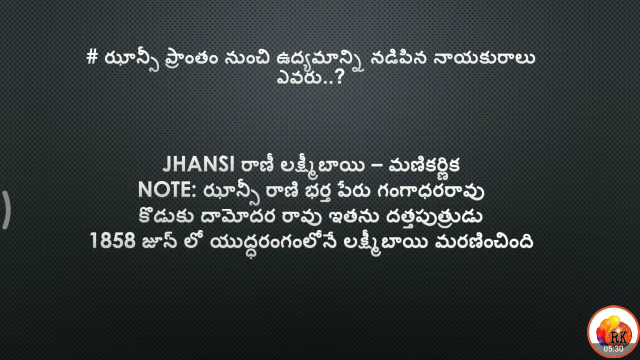 # ఝాన్సీ ప్రాంతం నుంచి ఉద్యమాన్ని నడిపిన నాయకురాలు
ఎవరు..?
JHANSI రాణీ లక్ష్మీబాయి – మణికర్ణిక
NOTE: ఝాన్సీ రాణి భర్త పేరు గంగాధరరావు
కొడుకు దామోదర రావు ఇతను దత్తపుత్రుడు
1858 జూన్ లో యుద్ధరంగంలోనే లక్ష్మీబాయి మరణించింది
RK
05:30